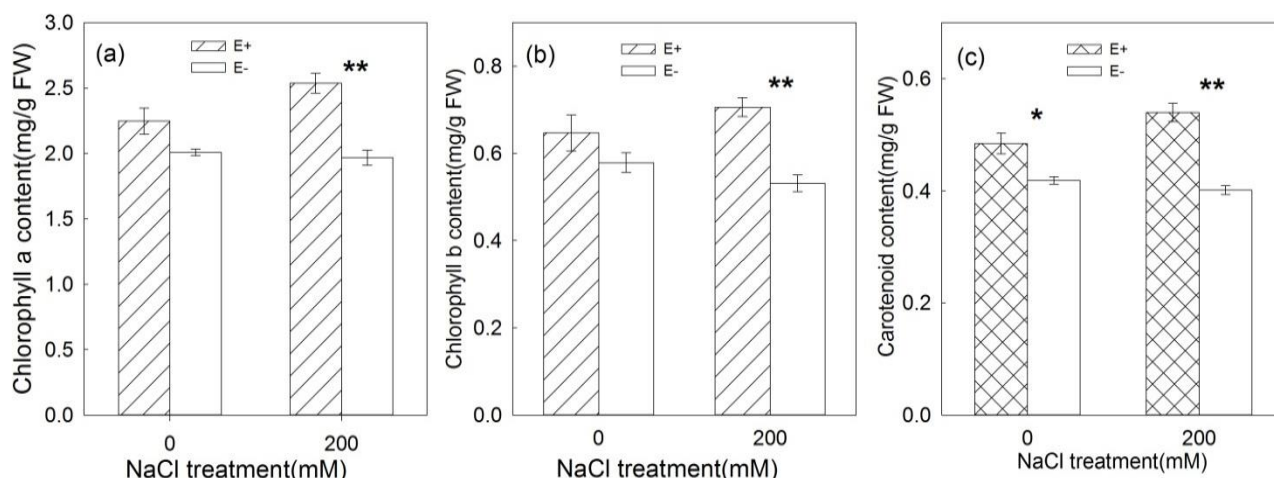 Chlorophyll a content(mg/g FW)
3.0
2.5
2.0
1.5
1.0
0.5
0.0
(a)
E+
E-
**
0
200
NaCl treatment(mM)
Chlorophyll b content(mg/g FW)
0.8
0.6
0.4
0.2
0.0
(b)
E+
E-
**
0
200
NaCl treatment(mM)
Carotenoid content(mg/g FW)
0.6
0.4
0.2
0.0
(c)
E+
E-
*
**
0
200
NaCl treatment(mM)